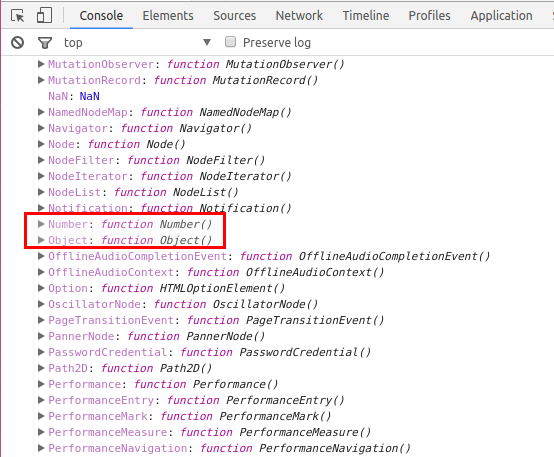 Console Elements Sources Network Timeline Profiles Application S
top Preserve log
MutationObserver: function MutationObserver()
MutationRecord: function MutationRecord()
NaN: NaN
NamedNodeMap: function NamedNodeMap()
Navigator: function Navigator()
Node: function Node()
NodeFilter: function NodeFilter()
NodeIterator: function NodeIterator()
NodeList: function NodeList()
Notification: function Notification()
Number: function Number()
Object: function Object()
OfflineAudioCompletionEvent: function OfflineAudioCompletionEvent()
OfflineAudioContext: function OfflineAudioContext()
Option: function HTMLOptionElement()
OscillatorNode: function OscillatorNode()
PageTransitionEvent: function PageTransitionEvent()
PannerNode: function PannerNode()
PasswordCredential: function PasswordCredential()
Path2D: function Path2D()
Performance: function Performance()
PerformanceEntry: function PerformanceEntry()
PerformanceMark: function PerformanceMark()
PerformanceMeasure: function PerformanceMeasure()
PerformanceNavigation: function PerformanceNavigation()